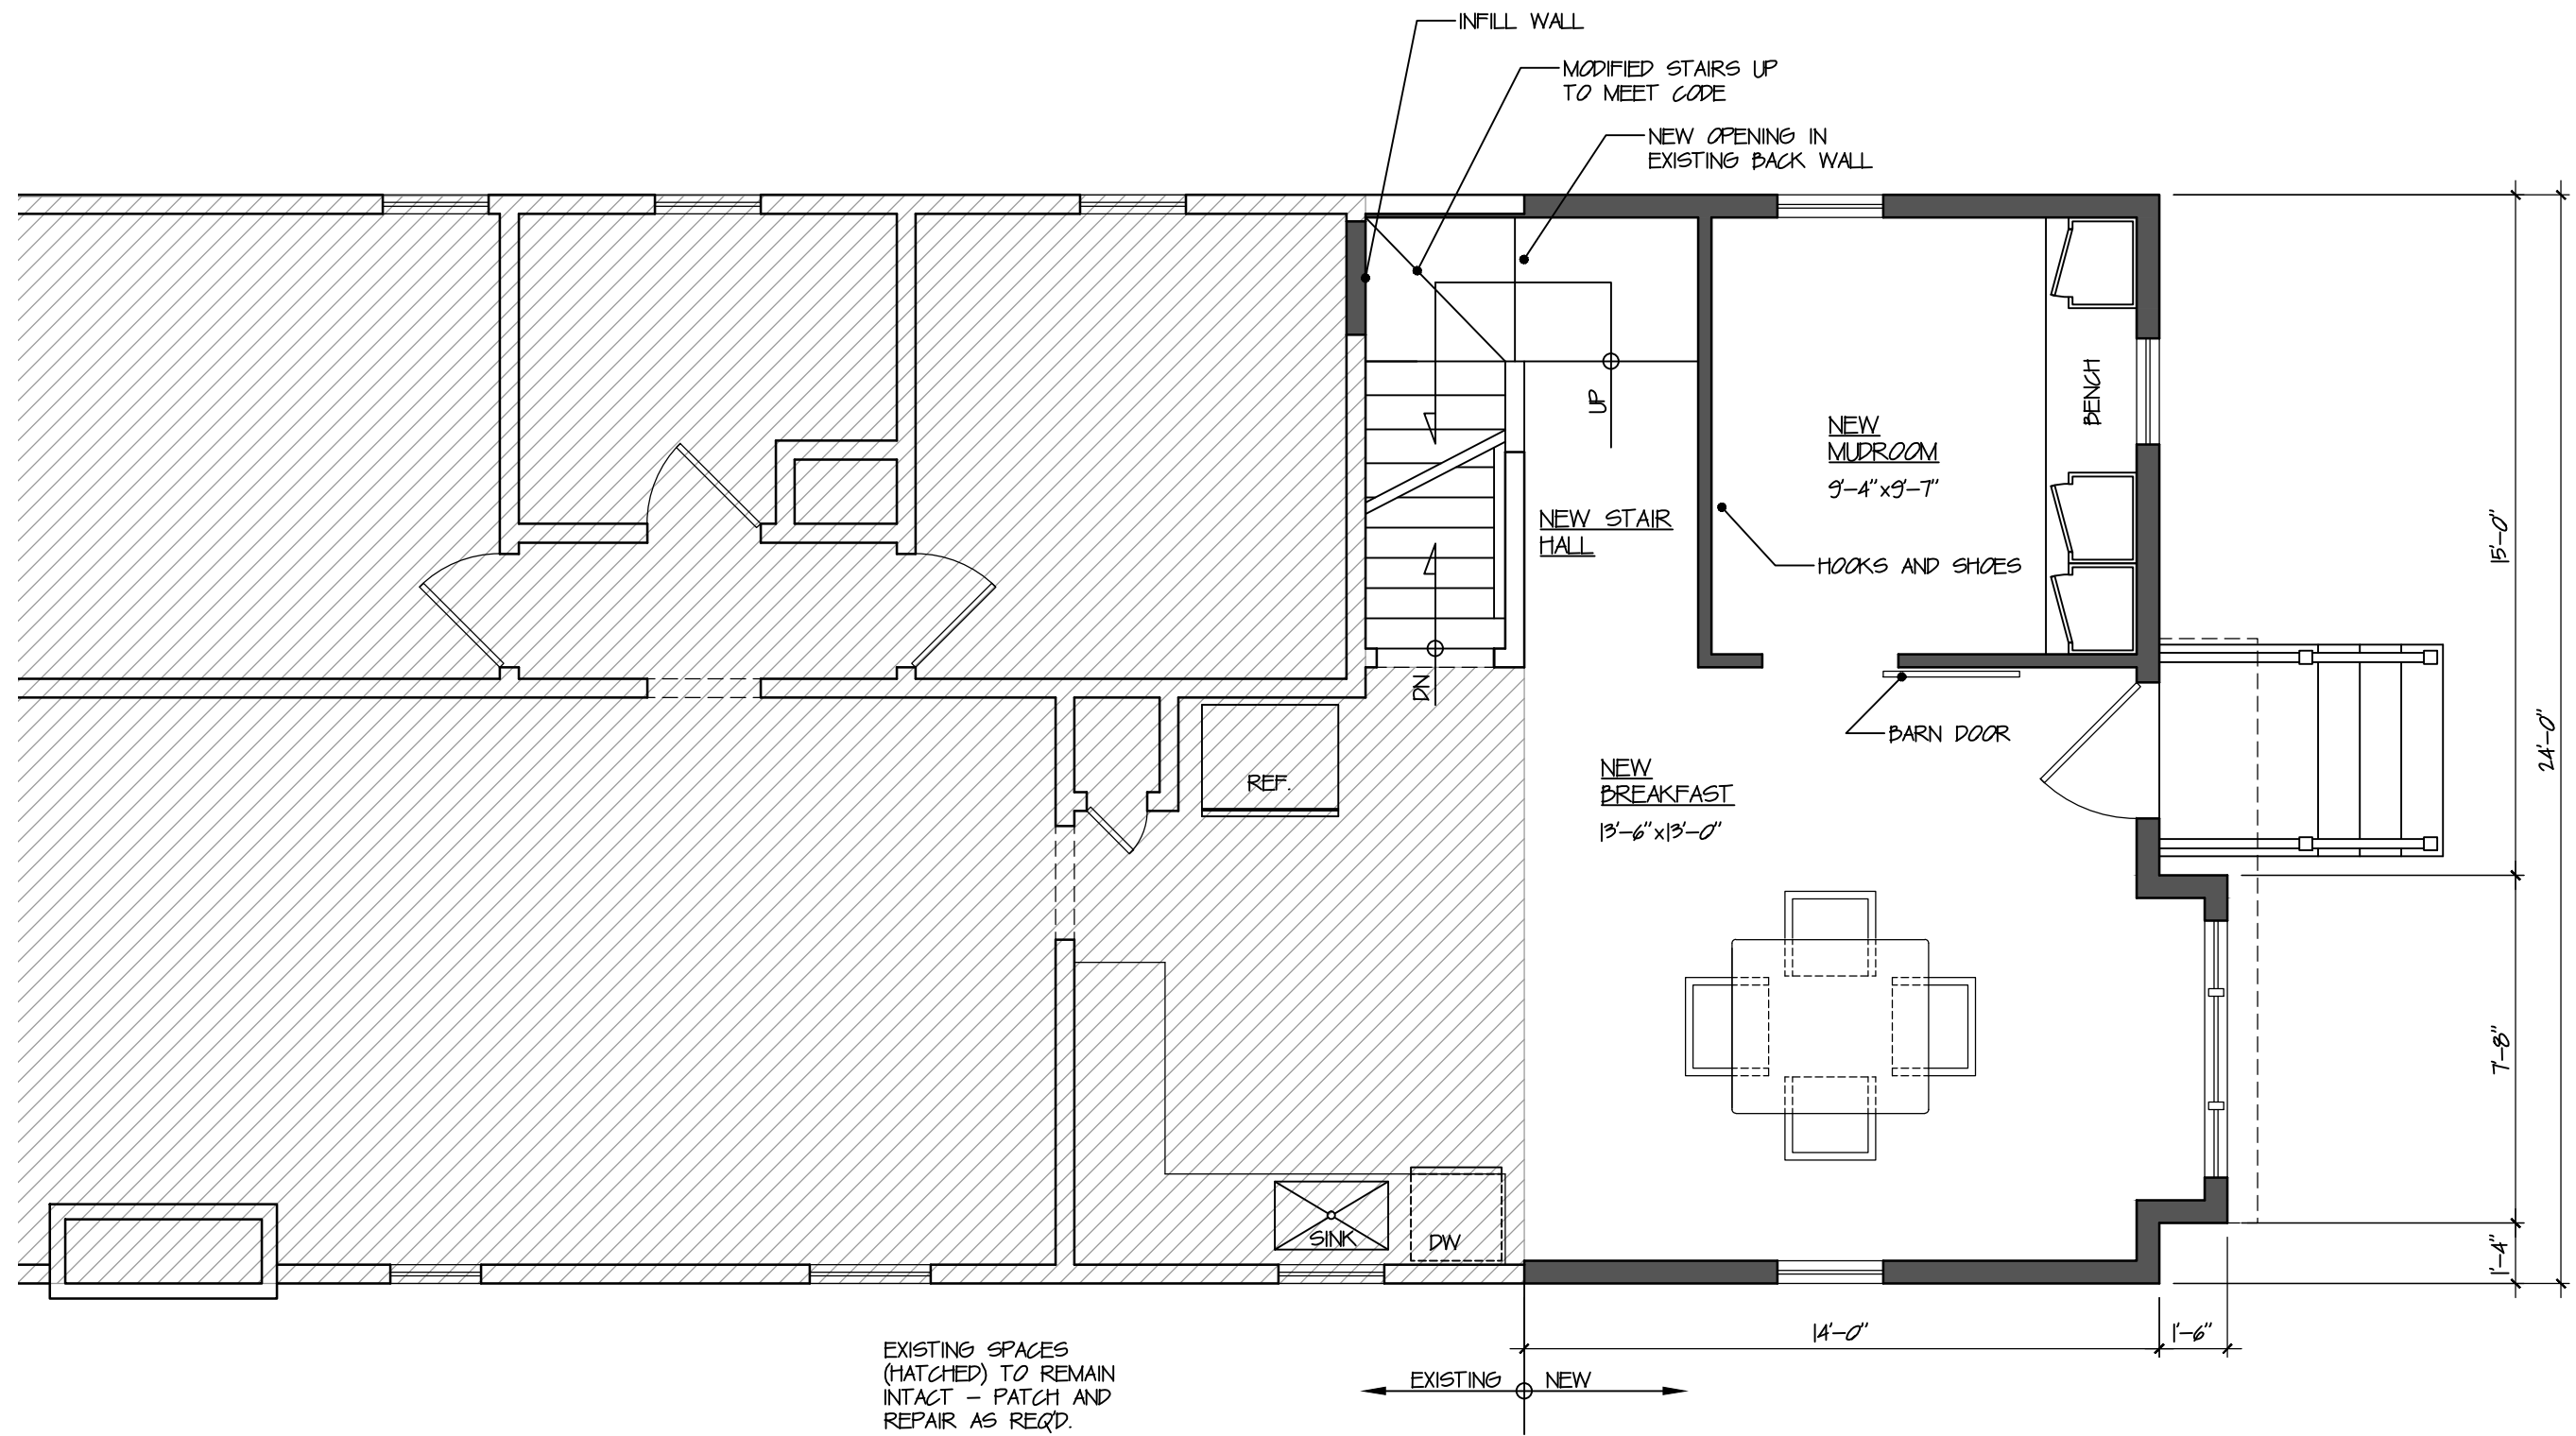 INFILL WALL
MODIFIED STAIRS UP
TO MEET CODE
NEW OPENING IN
EXISTING BACK WALL
UP
BENCH
NEW
MUDROOM
9'-4"x9'-7"
NEW STAIR
HALL
HOOKS AND SHOES
15'-0"
24'-0"
DN
BARN DOOR
REF.
NEW
BREAKFAST
13'-6"x13'-0"
7'-8"
SINK
DW
1'-4"
14'-0"
1'-6"
EXISTING
NEW
EXISTING SPACES
(HATCHED) TO REMAIN
INTACT - PATCH AND
REPAIR AS REQ'D.